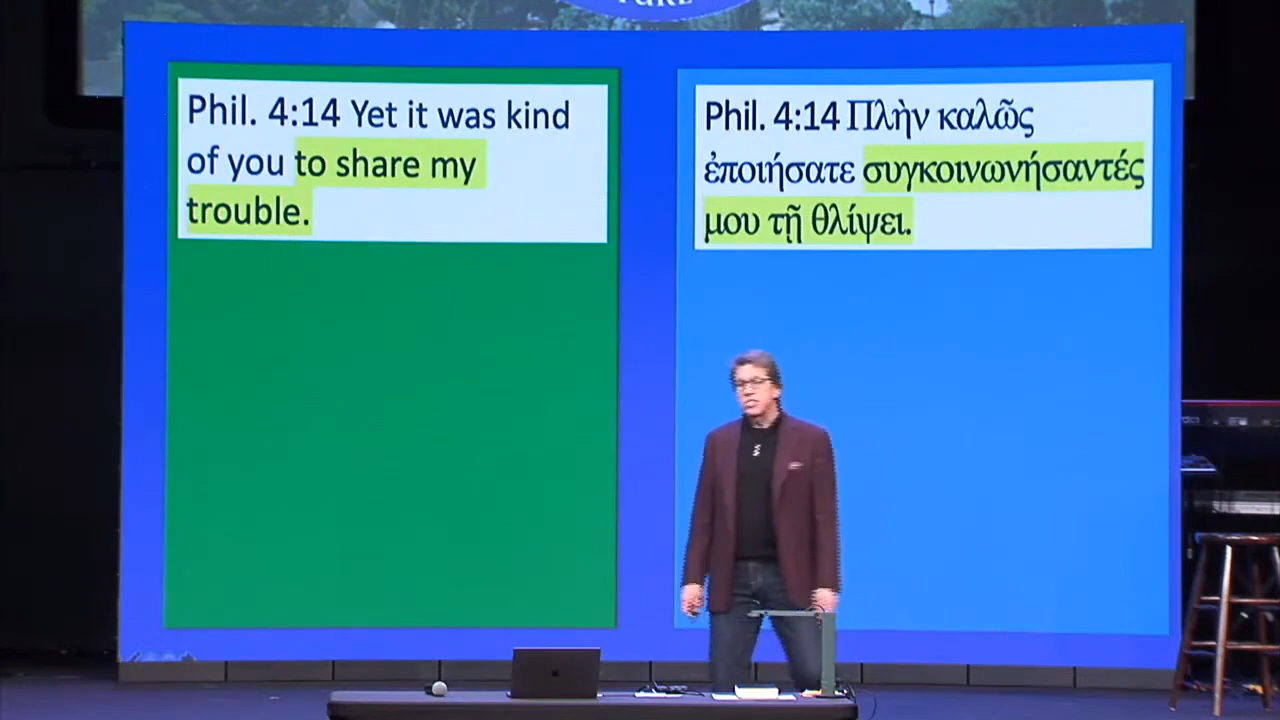 Phil. 4:14 Yet it was kind
of you to share my
trouble.
Phil. 4:14 Πλὴν καλῶς
ἐποιήσατε συγκοινωνήσαντές
μου τῇ θλίψει.